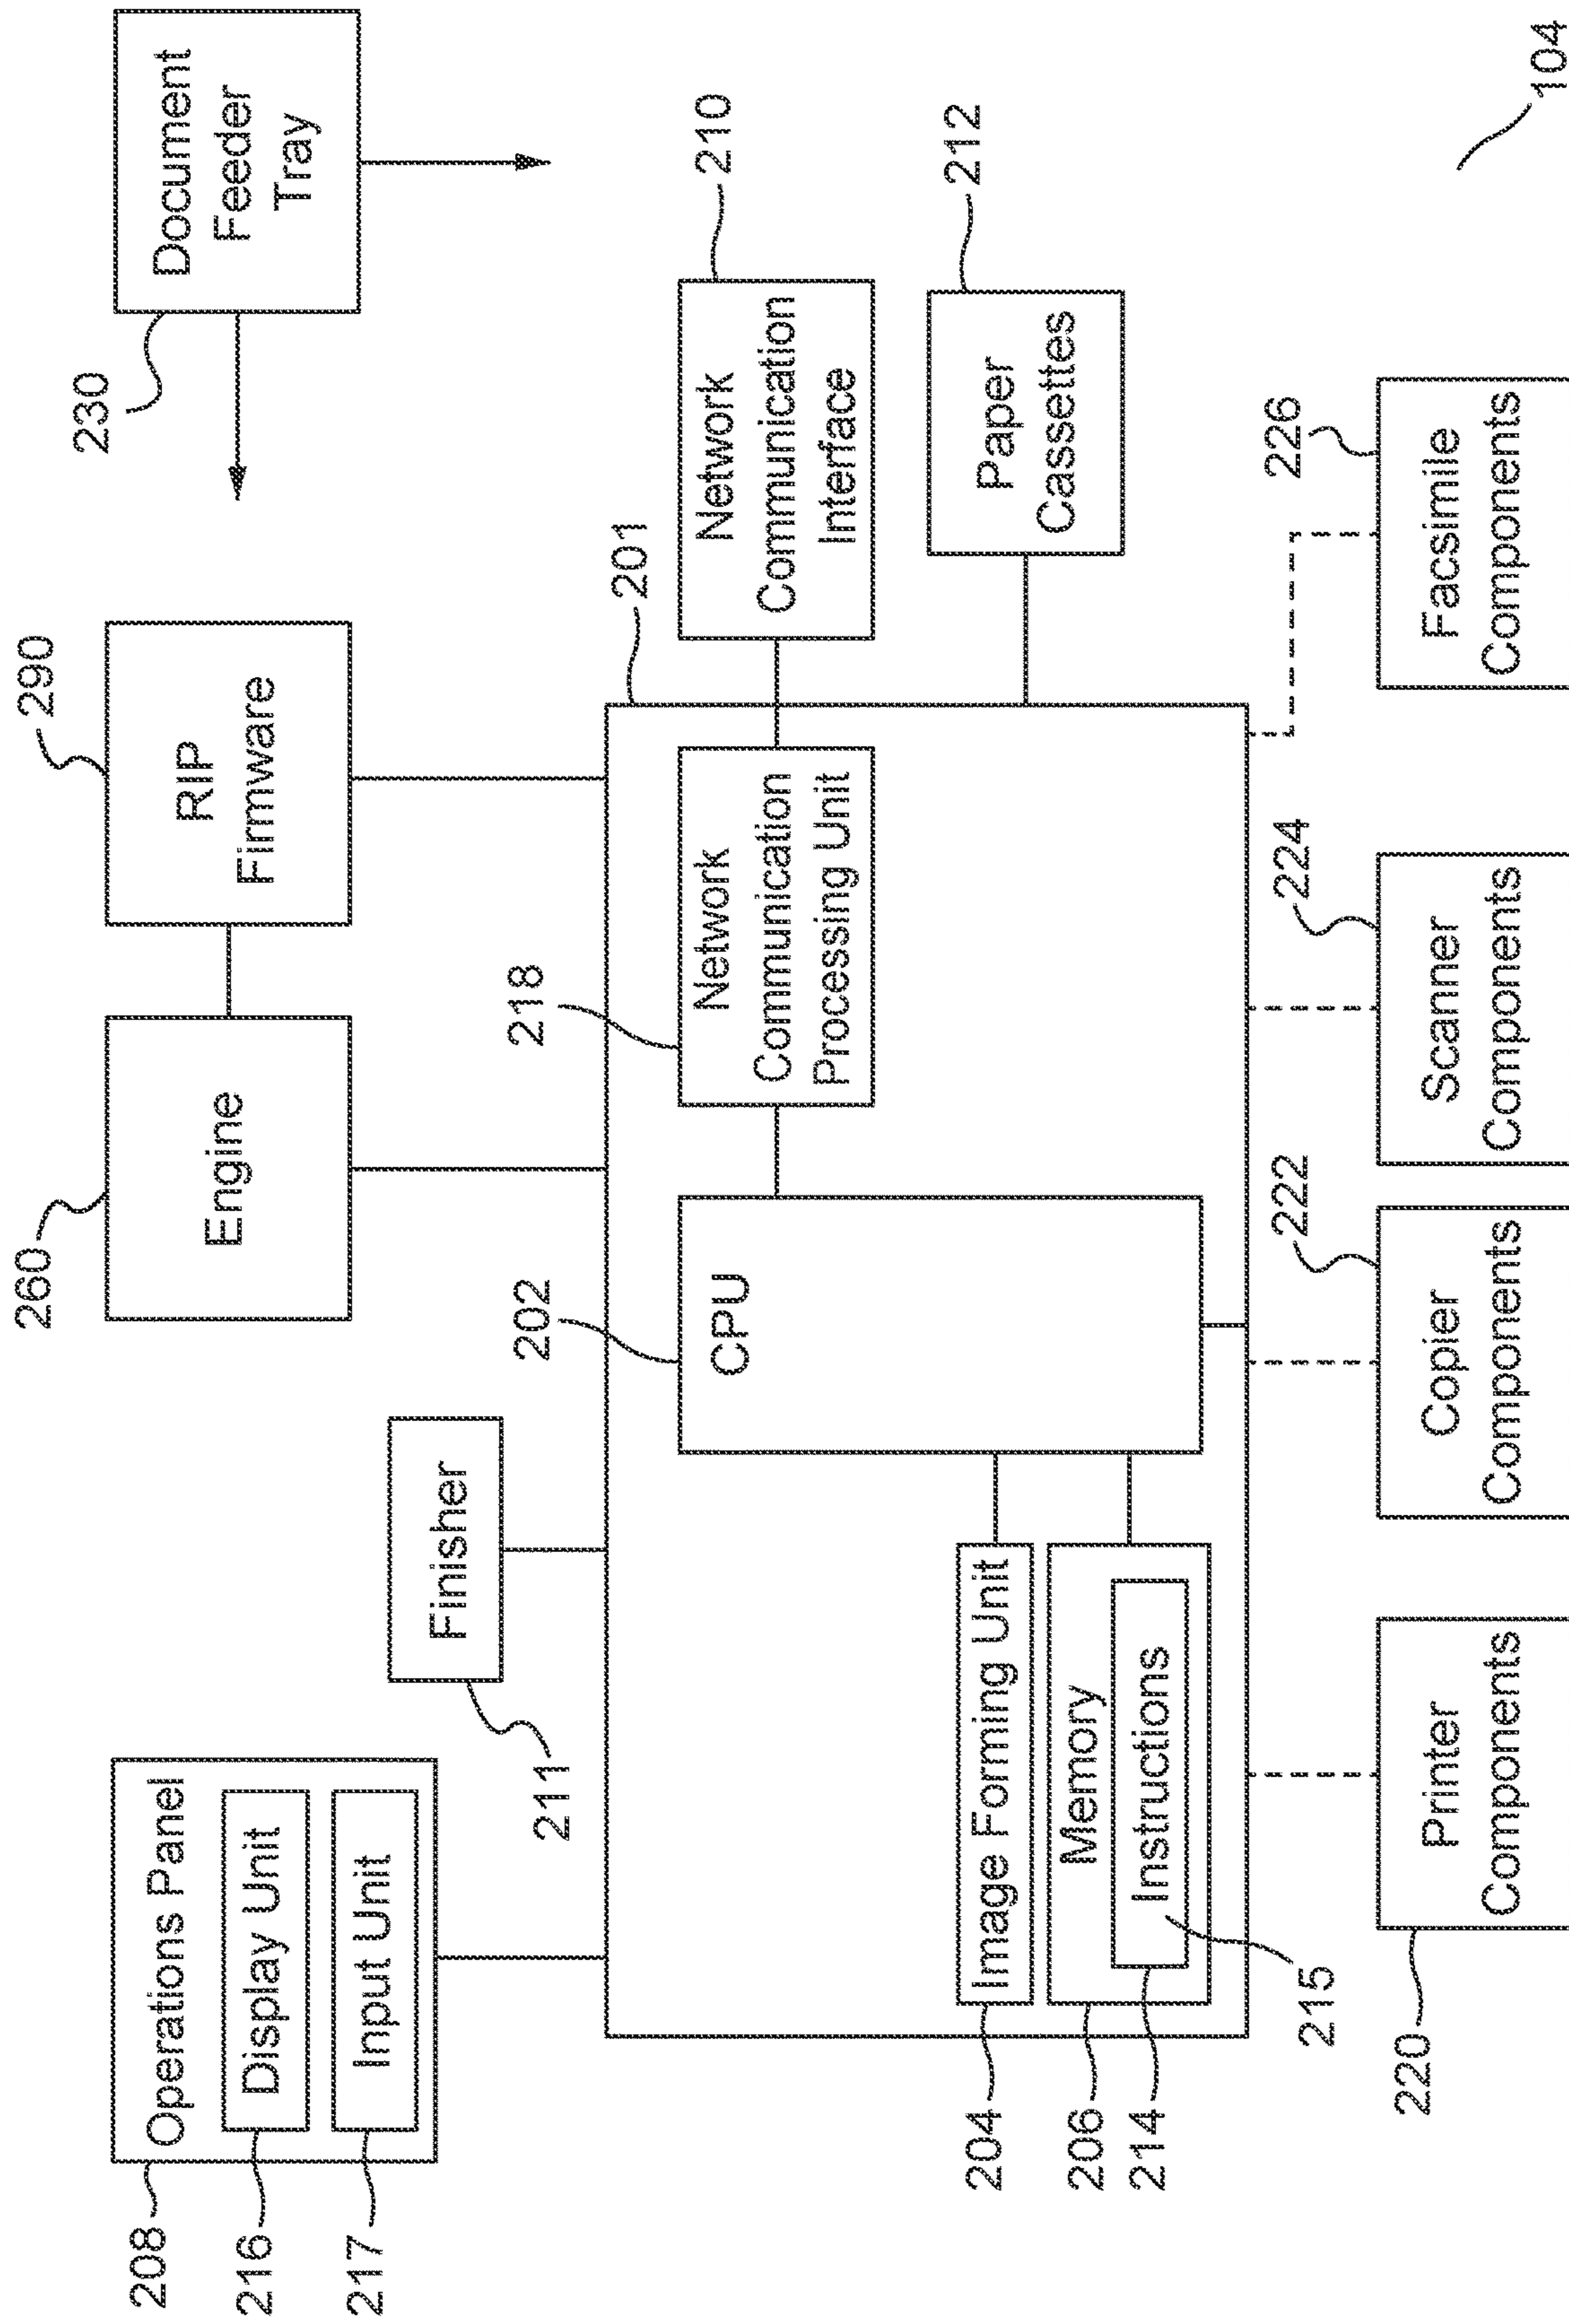 208
Operations Panel
216
Display Unit
217
Input Unit
211
Finisher
260
Engine
290
RIP
Firmware
230
Document
Feeder
Tray
201
202
CPU
218
Network
Communication
Processing Unit
210
Network
Communication
Interface
212
Paper
Cassettes
204
Image Forming Unit
206
Memory
214
Instructions
215
220
Printer
Components
222
Copier
Components
224
Scanner
Components
226
Facsimile
Components
104